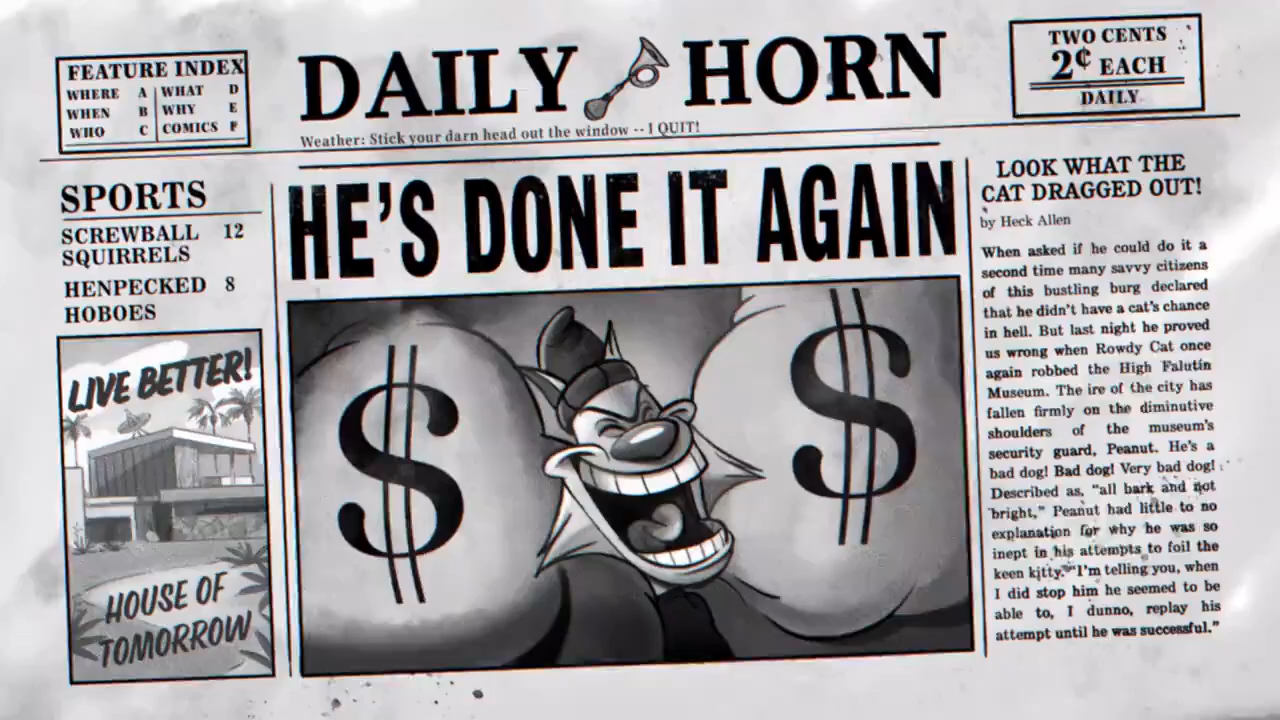 FEATURE INDEX
WHERE A WHAT D
WHEN B WHY E
WHO C COMICS F
DAILY HORN
Weather: Stick your darn head out the window -- I QUIT!
TWO CENTS
2¢ EACH
DAILY
SPORTS
SCREWBALL 12
SQUIRRELS
HENPECKED 8
HOBOES
LIVE BETTER!
HOUSE OF
TOMORROW
HE'S DONE IT AGAIN
$ $
LOOK WHAT THE
CAT DRAGGED OUT!
by Heck Allen
When asked if he could do it a
second time many savvy citizens
of this bustling burg declared
that he didn't have a cat's chance
in hell. But last night he proved
us wrong when Rowdy Cat once
again robbed the High Falutin
Museum. The ire of the city has
fallen firmly on the diminutive
shoulders of the museum's
security guard, Peanut. He's a
bad dog! Bad dog! Very bad dog!
Described as, "all bark and not
bright," Peanut had little to no
explanation for why he was so
inept in his attempts to foil the
keen kitty. "I'm telling you, when
I did stop him he seemed to be
able to, I dunno, replay his
attempt until he was successful."